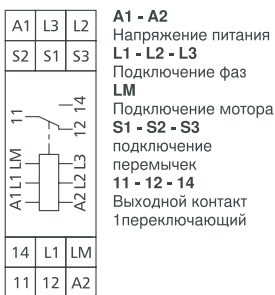 A1 L3 L2
S2 S1 S3
11
14
12
A1 L1 LM
A2 L2 L3
14 L1 LM
11 12 A2
A1 - A2
Напряжение питания
L1 - L2 - L3
Подключение фаз
LM
Подключение мотора
S1 - S2 - S3
подключение
перемычек
11 - 12 - 14
Выходной контакт
1переключающий